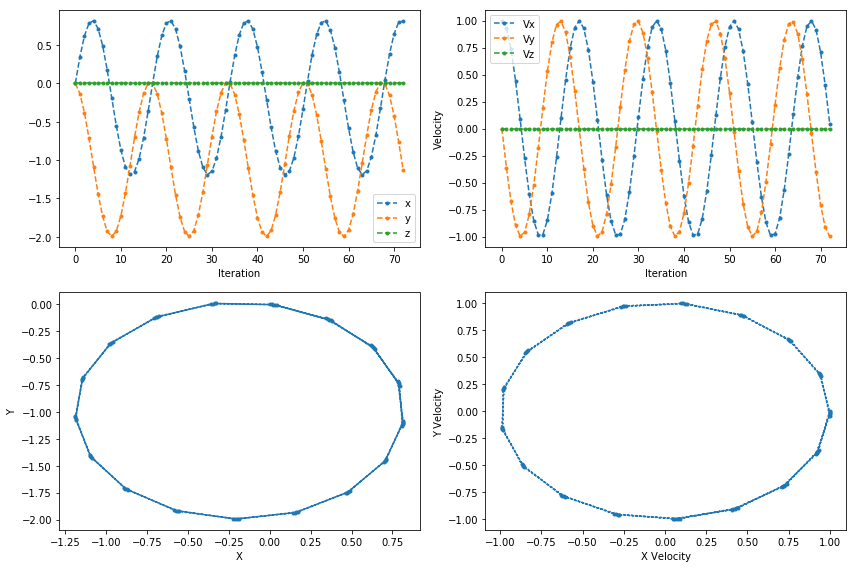 0.5
0.0
−0.5
−1.0
−1.5
−2.0
0 10 20 30 40 50 60 70
Iteration
x
y
z
Velocity
1.00
0.75
0.50
0.25
0.00
−0.25
−0.50
−0.75
−1.00
0 10 20 30 40 50 60 70
Iteration
Vx
Vy
Vz
Y
0.00
−0.25
−0.50
−0.75
−1.00
−1.25
−1.50
−1.75
−2.00
−1.25 −1.00 −0.75 −0.50 −0.25 0.00 0.25 0.50 0.75
X
Y Velocity
1.00
0.75
0.50
0.25
0.00
−0.25
−0.50
−0.75
−1.00
−1.00 −0.75 −0.50 −0.25 0.00 0.25 0.50 0.75 1.00
X Velocity